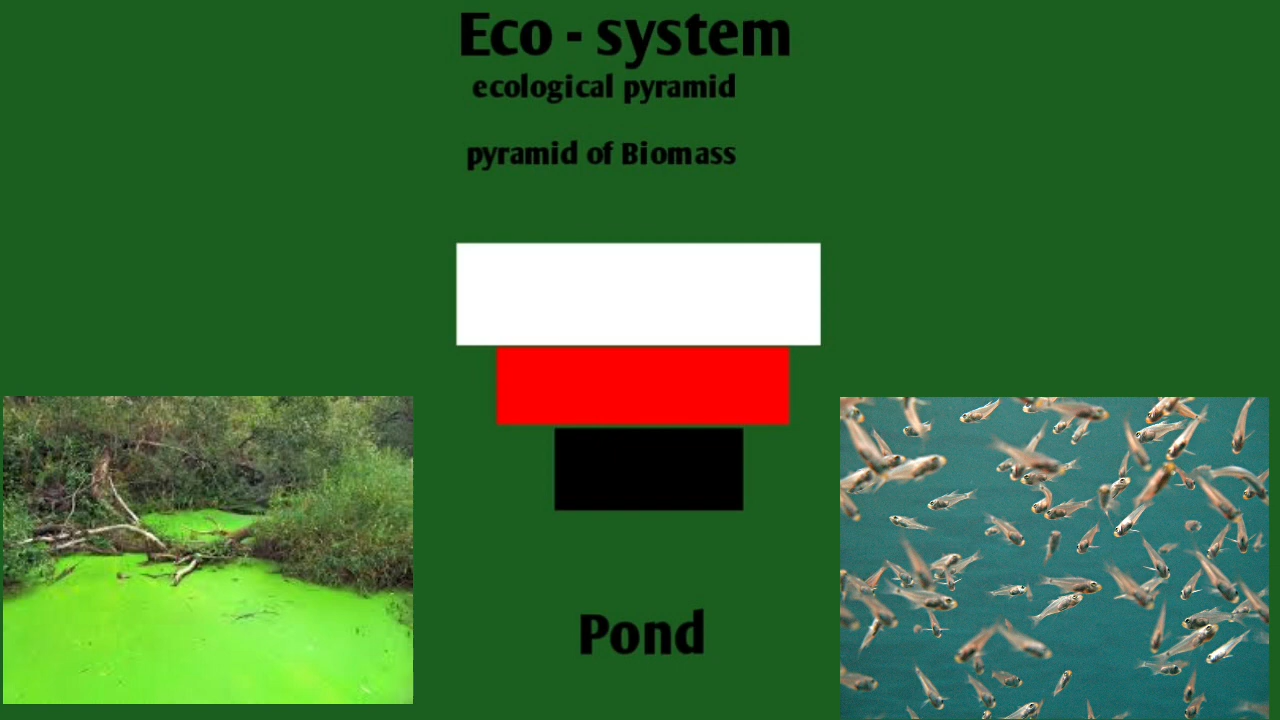 Eco - system
ecological pyramid
pyramid of Biomass
Pond